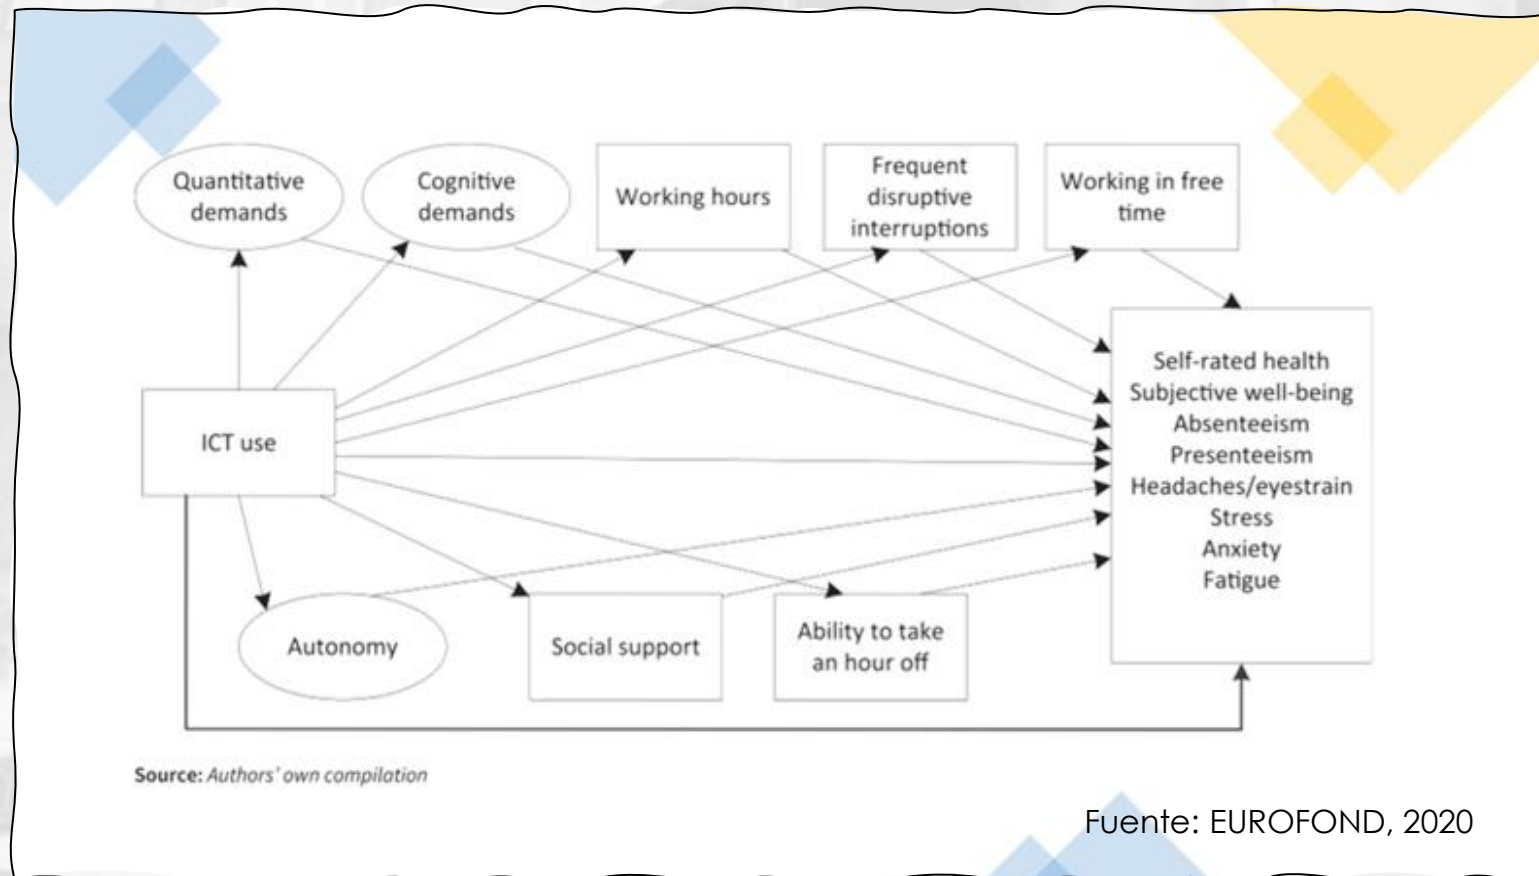 Quantitative
demands
Cognitive
demands
Working hours
Frequent
disruptive
interruptions
Working in free
time
ICT use
Self-rated health
Subjective well-being
Absenteeism
Presenteeism
Headaches/eyestrain
Stress
Anxiety
Fatigue
Autonomy
Social support
Ability to take
an hour off
Source: Authors' own compilation
Fuente: EUROFOND, 2020